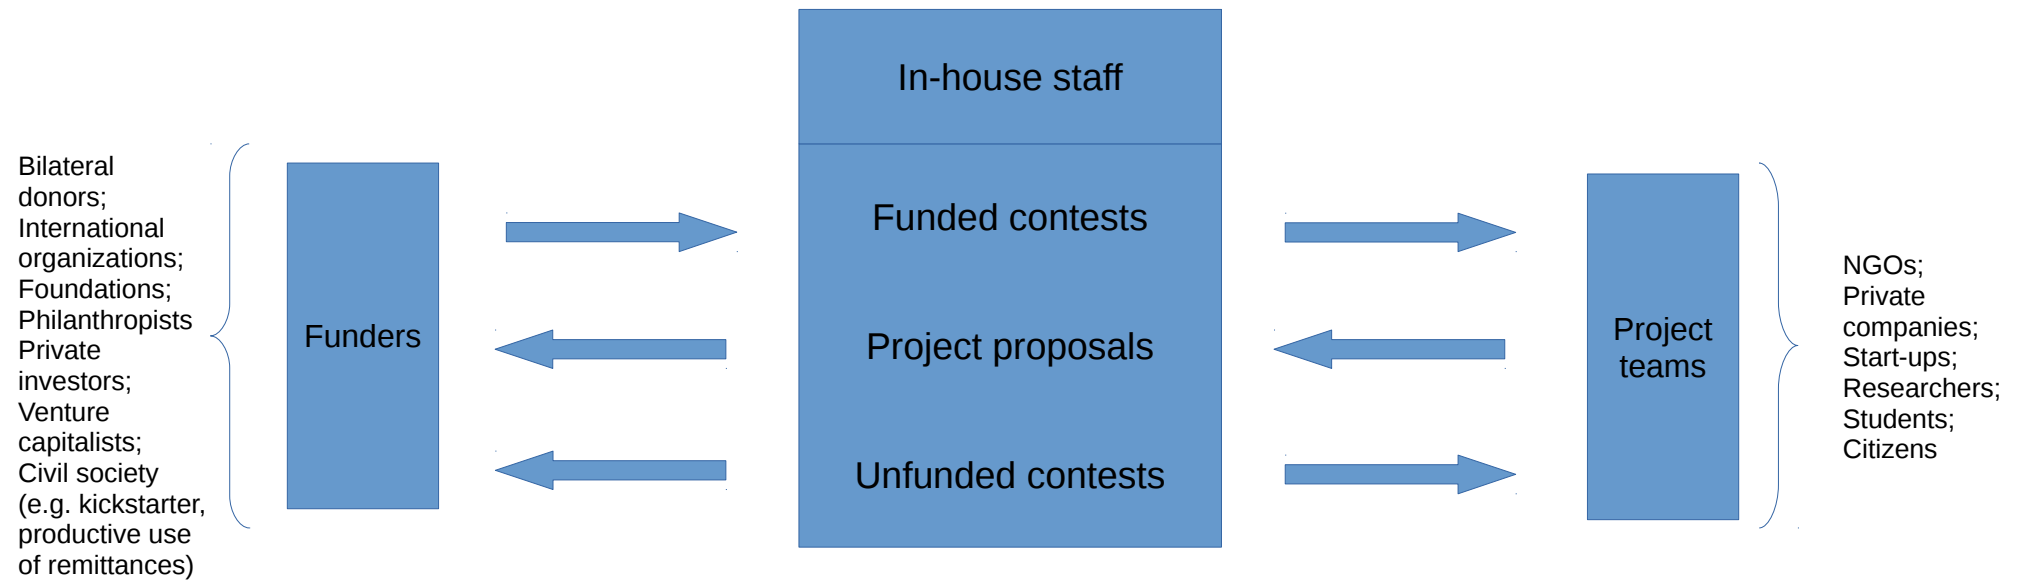 Bilateral
donors;
International
organizations;
Foundations;
Philanthropists
Private
investors;
Venture
capitalists;
Civil society
(e.g. kickstarter,
productive use
of remittances)
Funders
In-house staff
Funded contests
Project proposals
Unfunded contests
Project
teams
NGOs;
Private
companies;
Start-ups;
Researchers;
Students;
Citizens